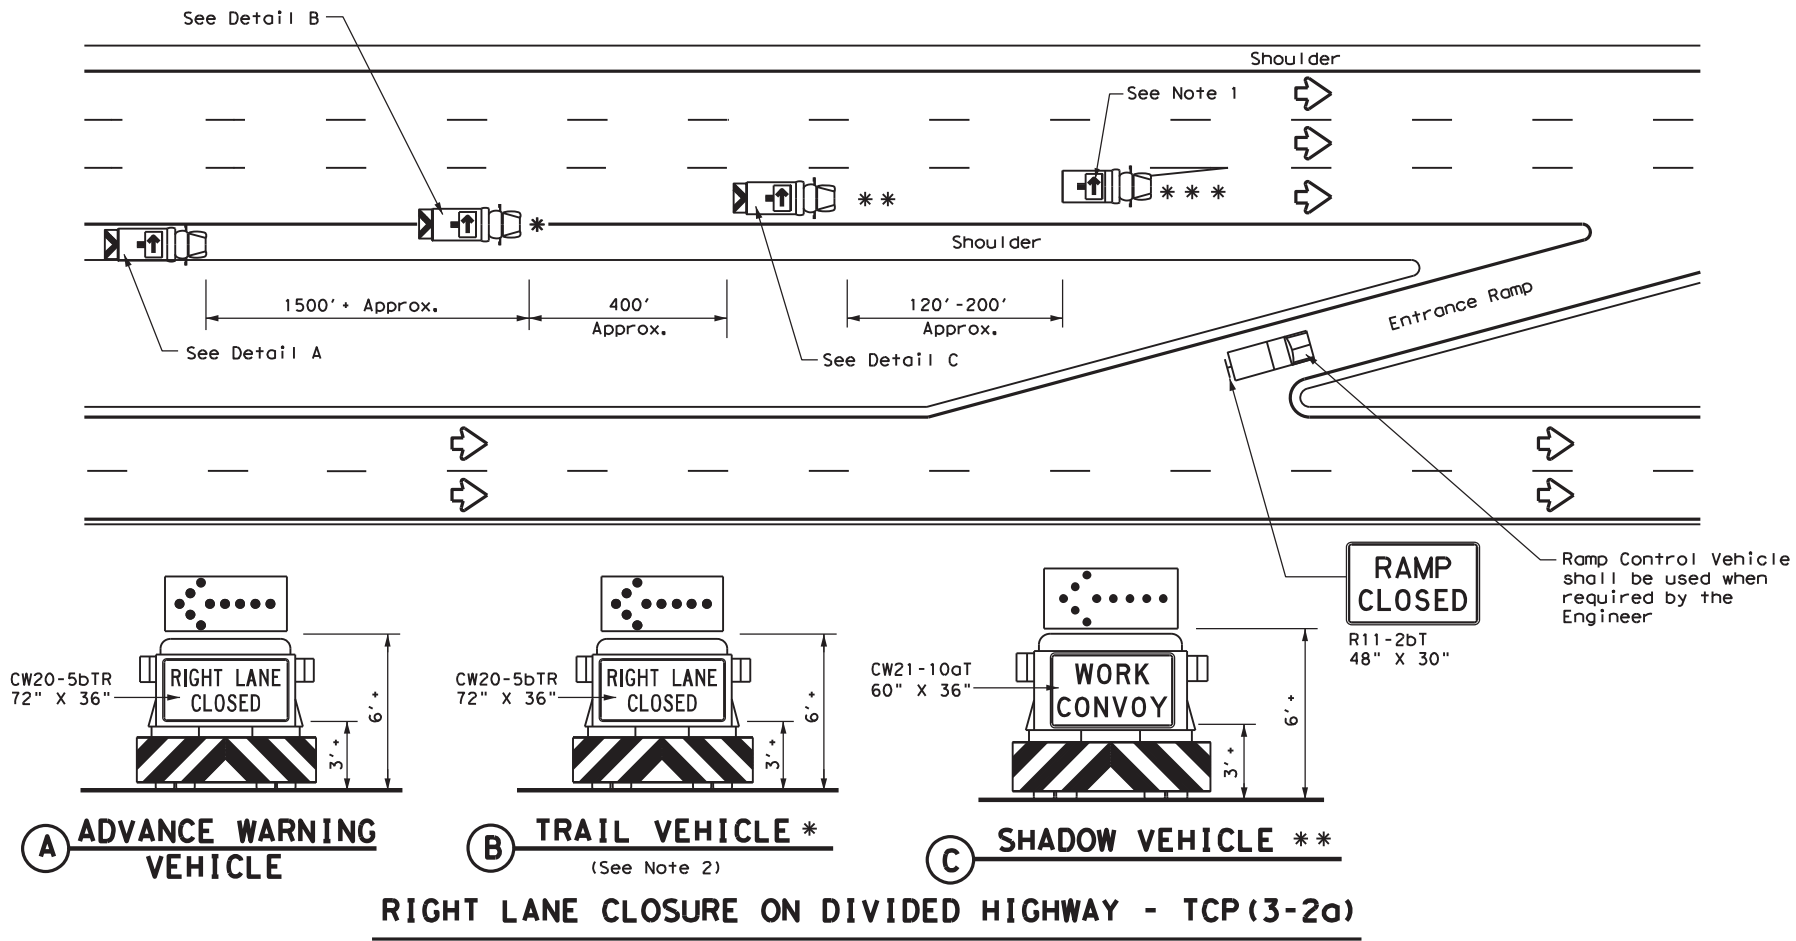 See Detail B
Shoulder
See Note 1
*
**
***
Shoulder
1500'+ Approx.
400'
Approx.
120'-200'
Approx.
See Detail A
See Detail C
Entrance Ramp
RAMP
CLOSED
R11-2bT
48" X 30"
Ramp Control Vehicle
shall be used when
required by the
Engineer
CW20-5bTR
72" X 36"
RIGHT LANE
CLOSED
3'+
6'+
CW20-5bTR
72" X 36"
RIGHT LANE
CLOSED
3'+
6'+
CW21-10aT
60" X 36"
WORK
CONVOY
3'+
6'+
A ADVANCE WARNING
VEHICLE
B TRAIL VEHICLE *
(See Note 2)
C SHADOW VEHICLE **
RIGHT LANE CLOSURE ON DIVIDED HIGHWAY - TCP(3-2a)